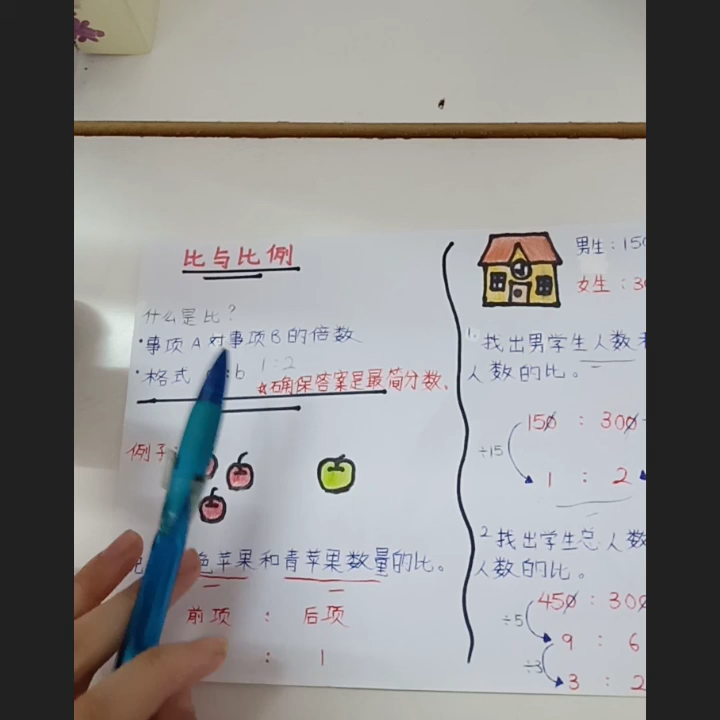 比与比例
什么是比?
·事项A对事项B的倍数
·格式 :b 1:2
☆确保答案是最简分数。
例子
色苹果和青苹果数量的比。
前项 : 后项
: 1
男生:150
女生:30
1. 找出男学生人数
人数的比。
150 : 300
÷15
1 : 2
2 找出学生总人数
人数的比。
450 : 300
÷5
9 : 6
÷3
3 : 2